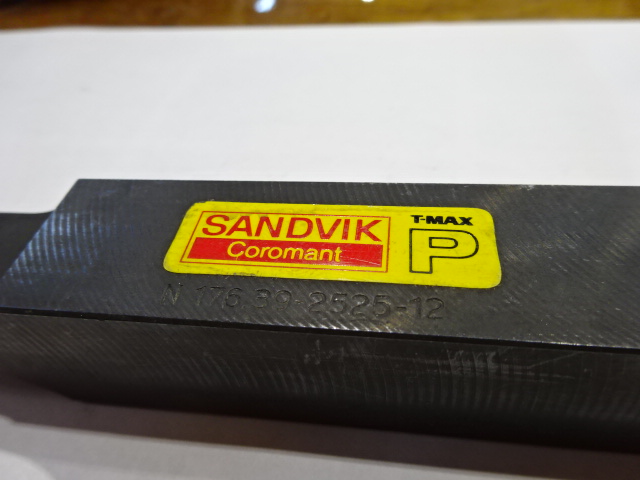 SANDVIK
Coromant
T-MAX
P
N 176.39-2525-12